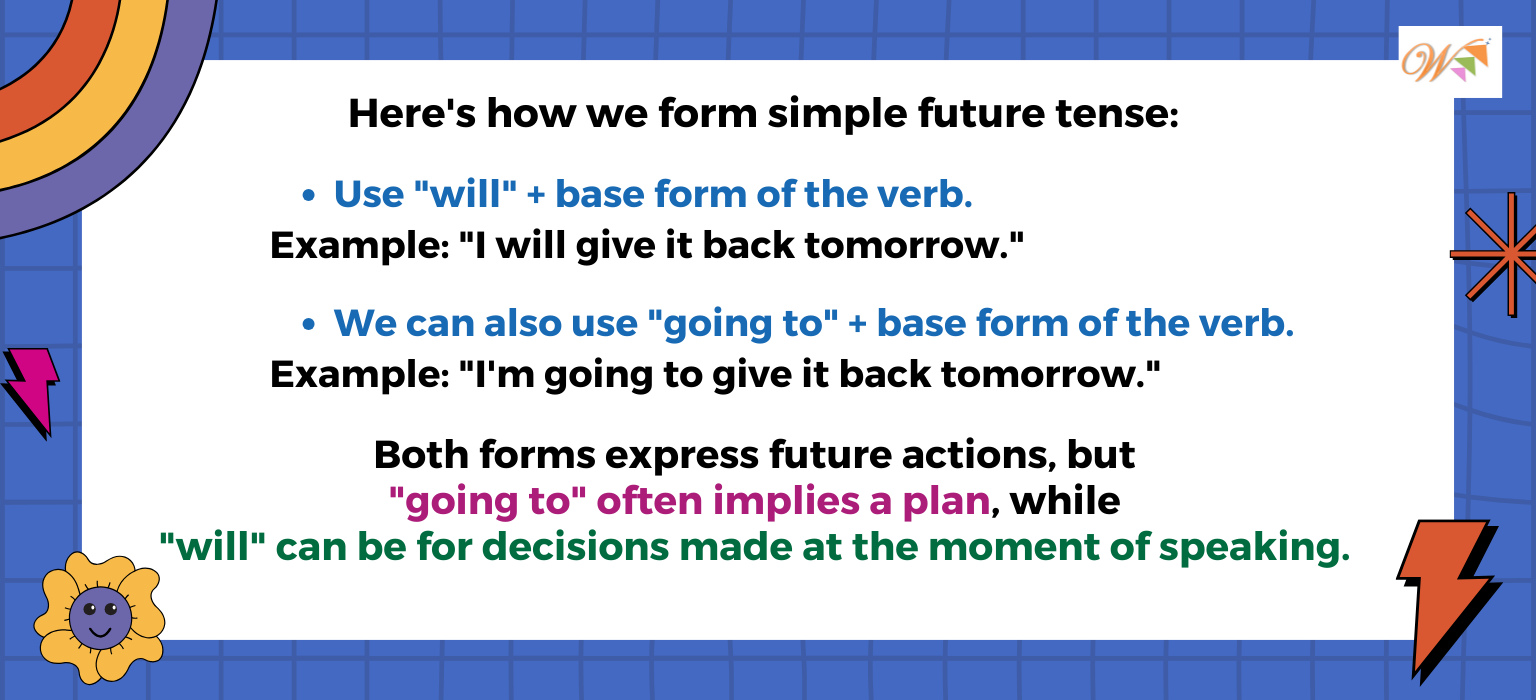 W
Here's how we form simple future tense:
• Use "will" + base form of the verb.
Example: "I will give it back tomorrow."
• We can also use "going to" + base form of the verb.
Example: "I'm going to give it back tomorrow."
Both forms express future actions, but
"going to" often implies a plan, while
"will" can be for decisions made at the moment of speaking.